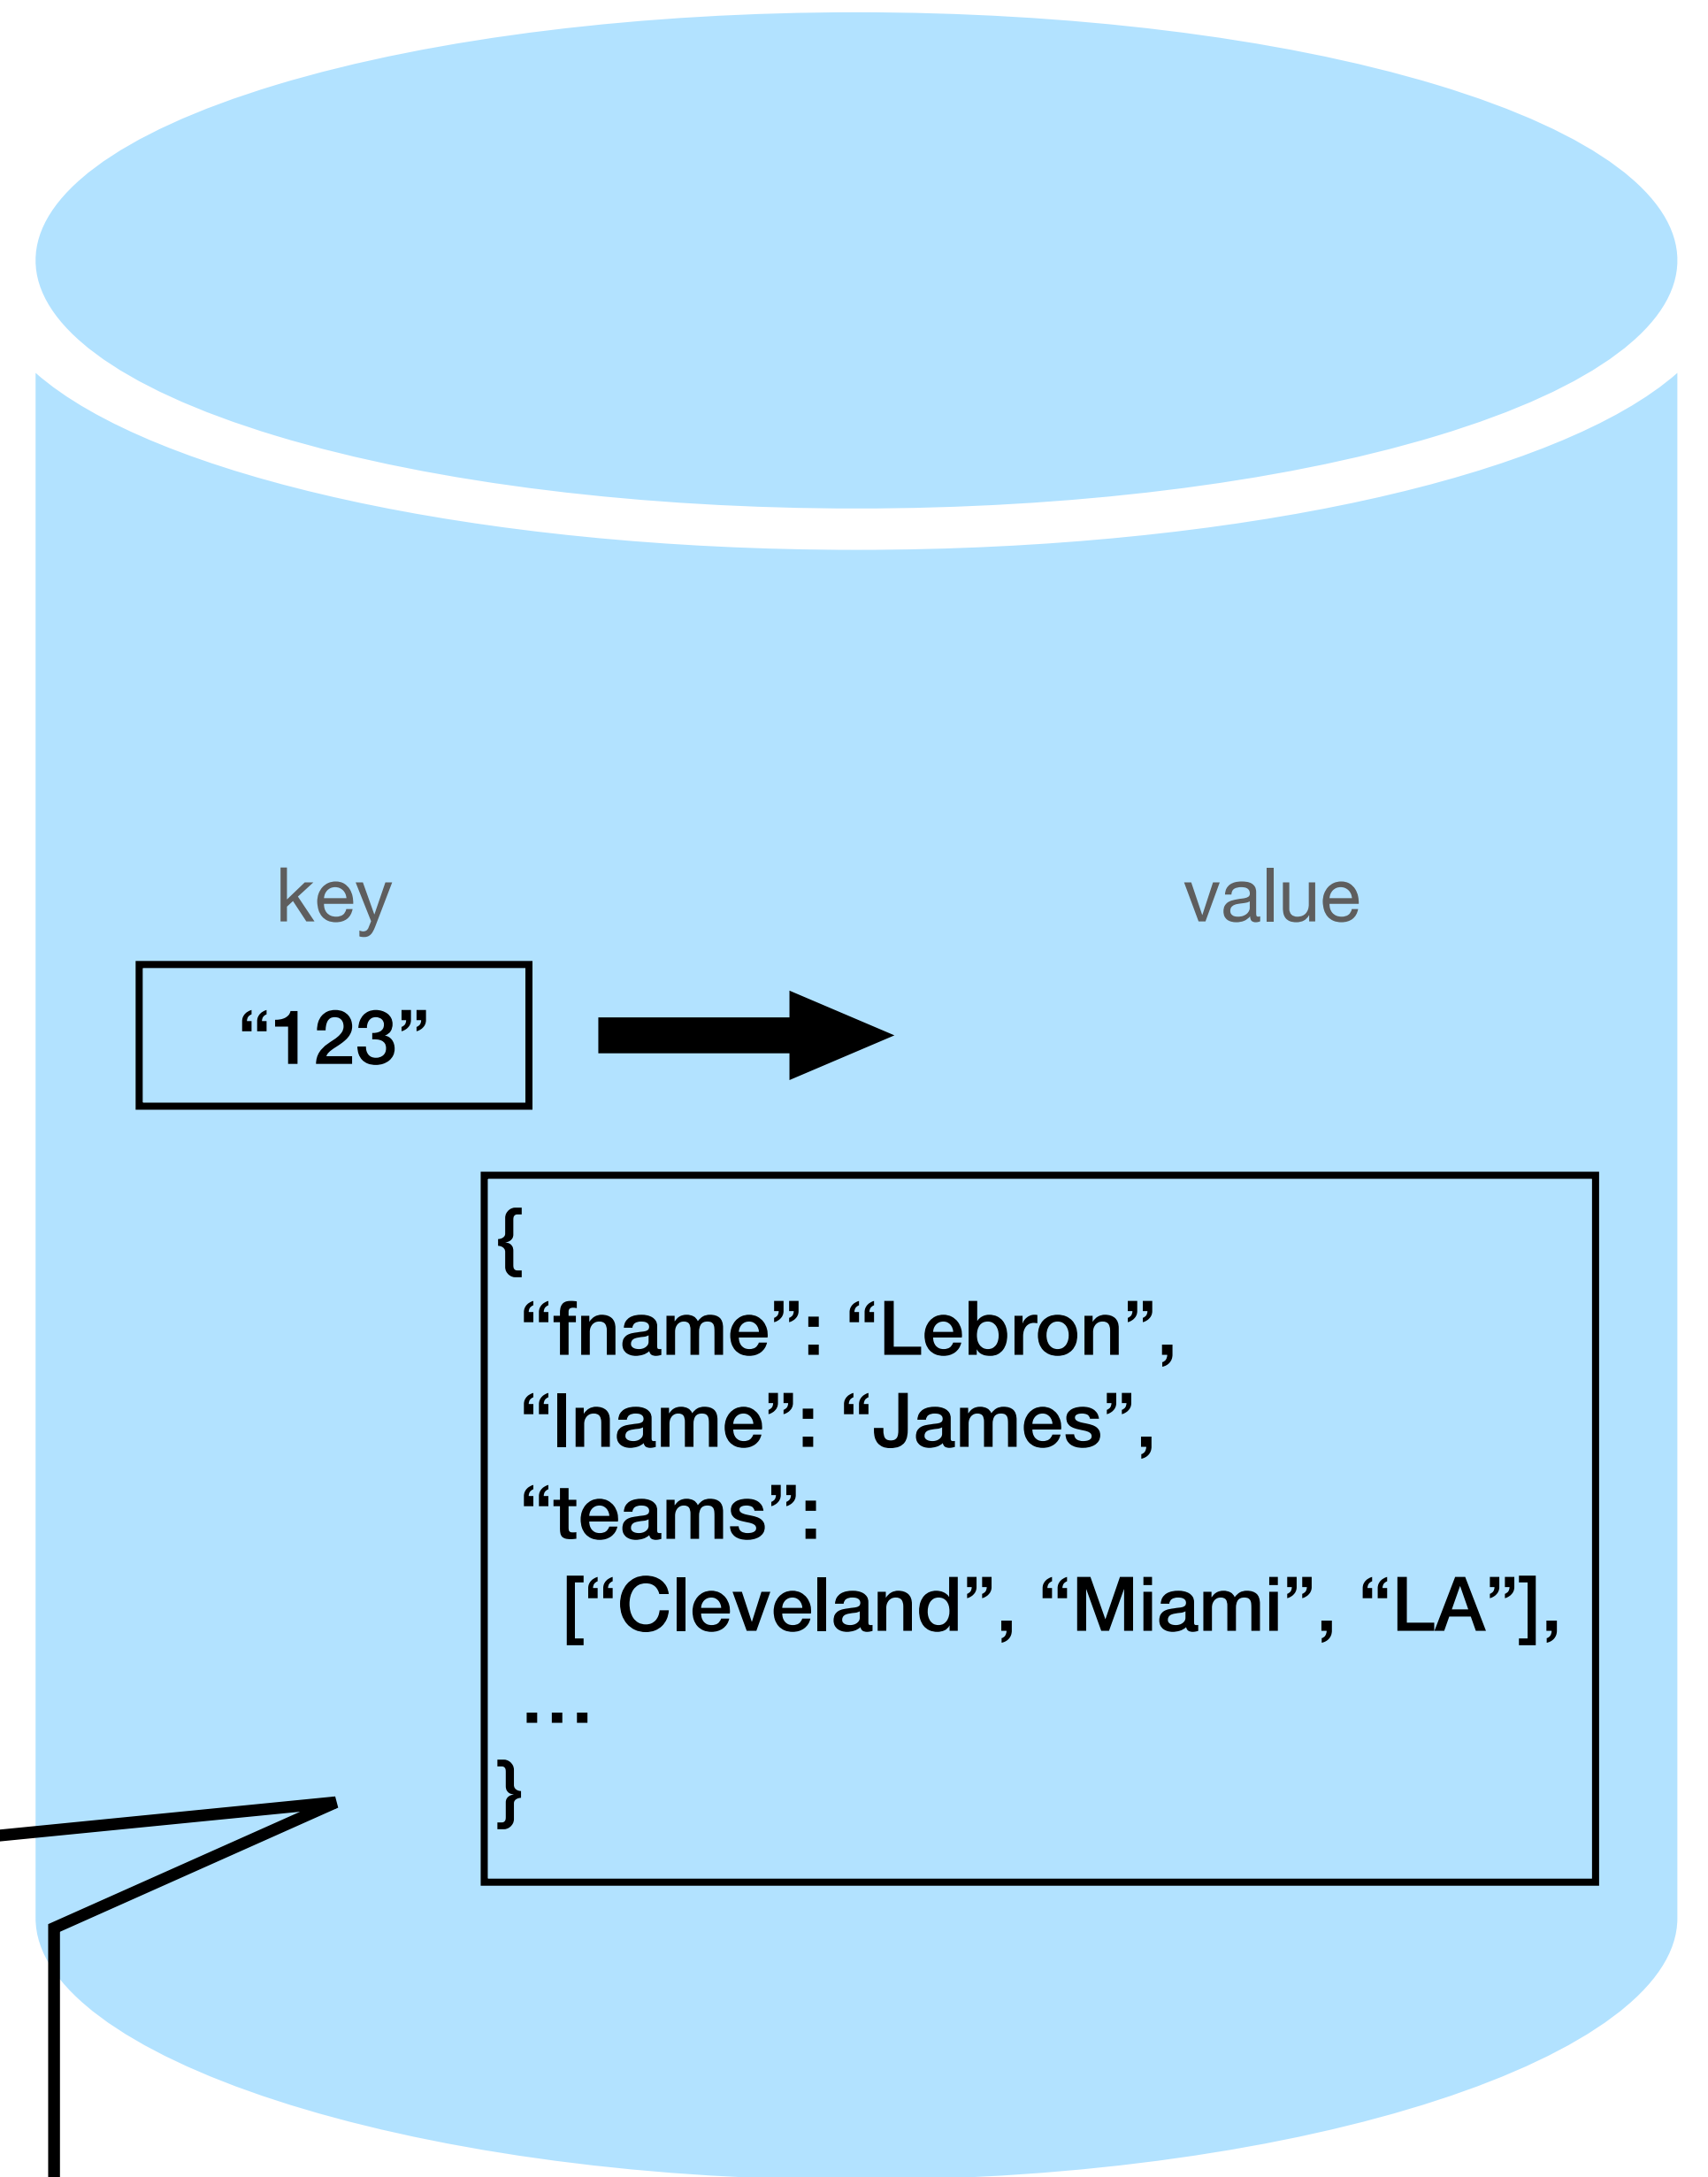 key
value
“123”
{
“fname”: “Lebron”,
“lname”: “James”,
“teams”:
[“Cleveland”, “Miami”, “LA”],
…
}